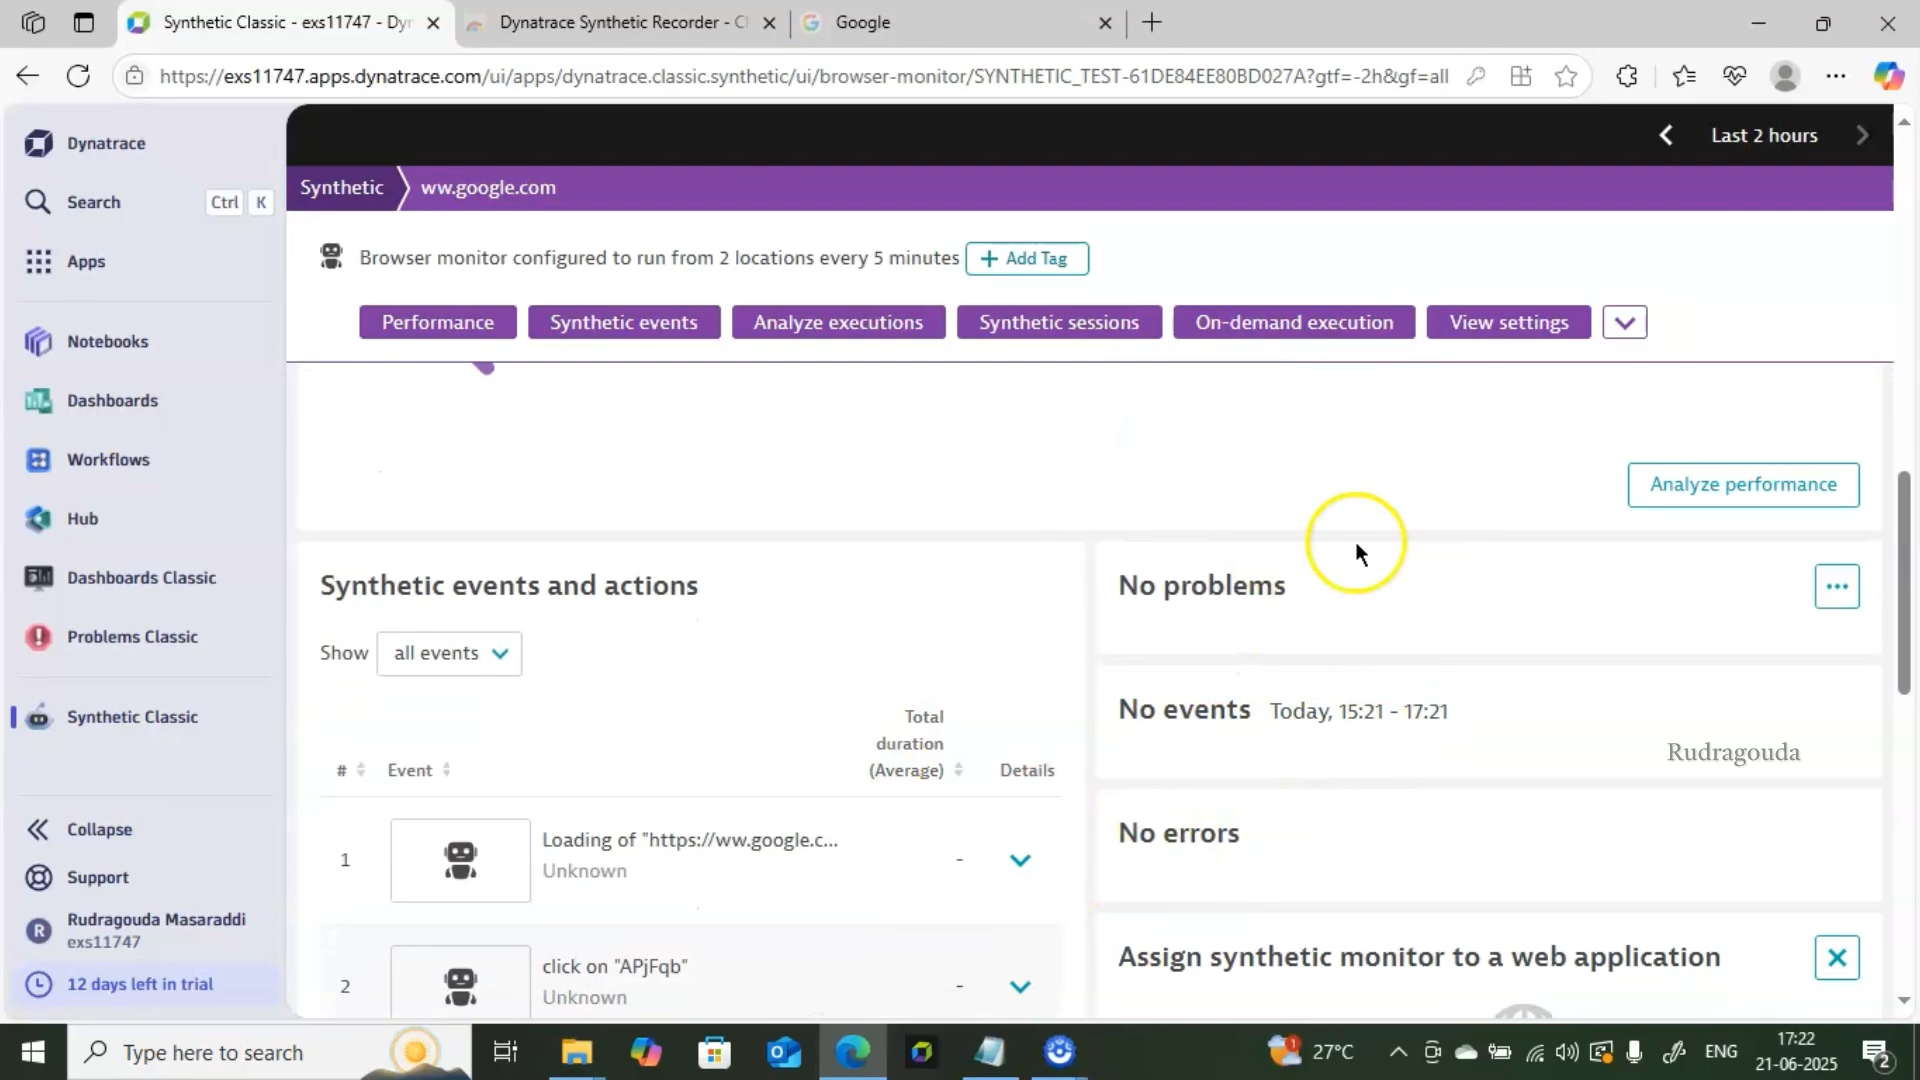 Synthetic Classic - exs11747 - Dyn
Dynatrace Synthetic Recorder - C
Google
https://exs11747.apps.dynatrace.com/ui/apps/dynatrace.classic.synthetic/ui/browser-monitor/SYNTHETIC_TEST-61DE84EE80BD027A?gtf=-2h&gf=all
Dynatrace
Search
Ctrl K
Apps
Notebooks
Dashboards
Workflows
Hub
Dashboards Classic
Problems Classic
Synthetic Classic
Collapse
Support
R
Rudragouda Masaraddi
exs11747
12 days left in trial
Last 2 hours
Synthetic
ww.google.com
Browser monitor configured to run from 2 locations every 5 minutes
+ Add Tag
Performance
Synthetic events
Analyze executions
Synthetic sessions
On-demand execution
View settings
Analyze performance
Synthetic events and actions
Show
all events
# Event
Total
duration
(Average)
Details
1
Loading of "https://ww.google.c...
Unknown
-
2
click on "APjFqb"
Unknown
-
No problems
No events Today, 15:21 - 17:21
Rudragouda
No errors
Assign synthetic monitor to a web application
Type here to search
27°C
ENG
17:22
21-06-2025
2